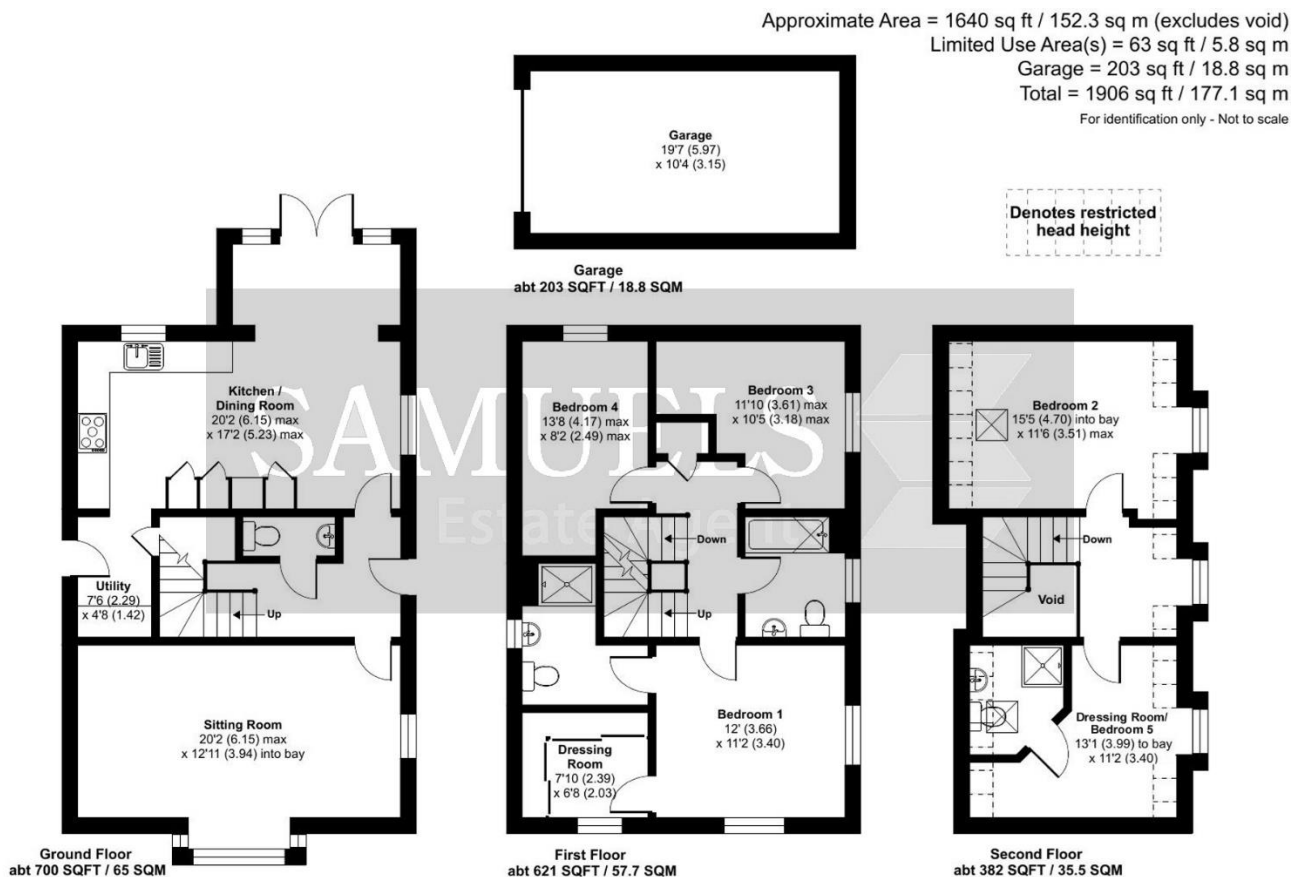 Approximate Area = 1640 sq ft / 152.3 sq m (excludes void)
Limited Use Area(s) = 63 sq ft / 5.8 sq m
Garage = 203 sq ft / 18.8 sq m
Total = 1906 sq ft / 177.1 sq m
For identification only - Not to scale
Garage
19'7 (5.97)
x 10'4 (3.15)
Denotes restricted
head height
Garage
abt 203 SQFT / 18.8 SQM
SAMUELS
Estate Agent
Kitchen /
Dining Room
20'2 (6.15) max
x 17'2 (5.23) max
Utility
7'6 (2.29)
x 4'8 (1.42)
Up
Sitting Room
20'2 (6.15) max
x 12'11 (3.94) into bay
Ground Floor
abt 700 SQFT / 65 SQM
Bedroom 4
13'8 (4.17) max
x 8'2 (2.49) max
Bedroom 3
11'10 (3.61) max
x 10'5 (3.18) max
Down
Up
Bedroom 1
12' (3.66)
x 11'2 (3.40)
Dressing
Room
7'10 (2.39)
x 6'8 (2.03)
First Floor
abt 621 SQFT / 57.7 SQM
Bedroom 2
15'5 (4.70) into bay
x 11'6 (3.51) max
Down
Void
Dressing Room/
Bedroom 5
13'1 (3.99) to bay
x 11'2 (3.40)
Second Floor
abt 382 SQFT / 35.5 SQM